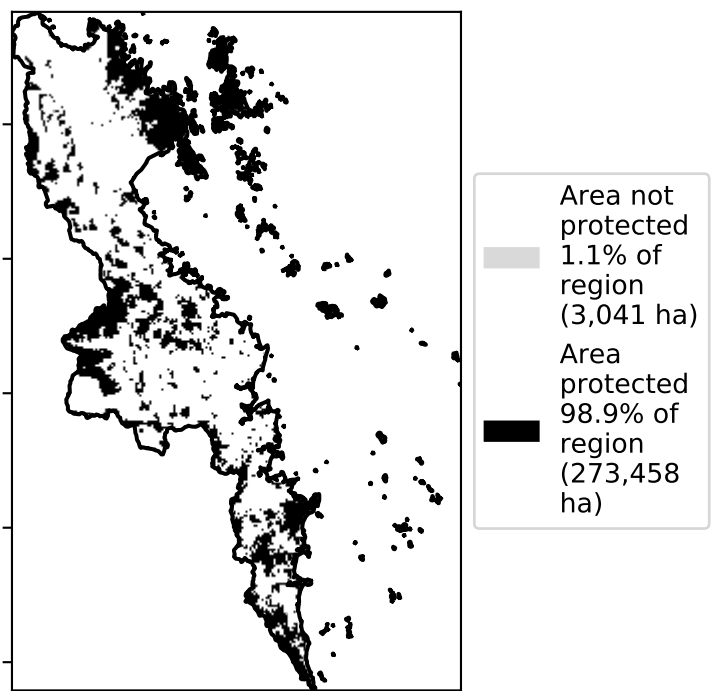 Area not
protected
1.1% of
region
(3,041 ha)
Area
protected
98.9% of
region
(273,458
ha)